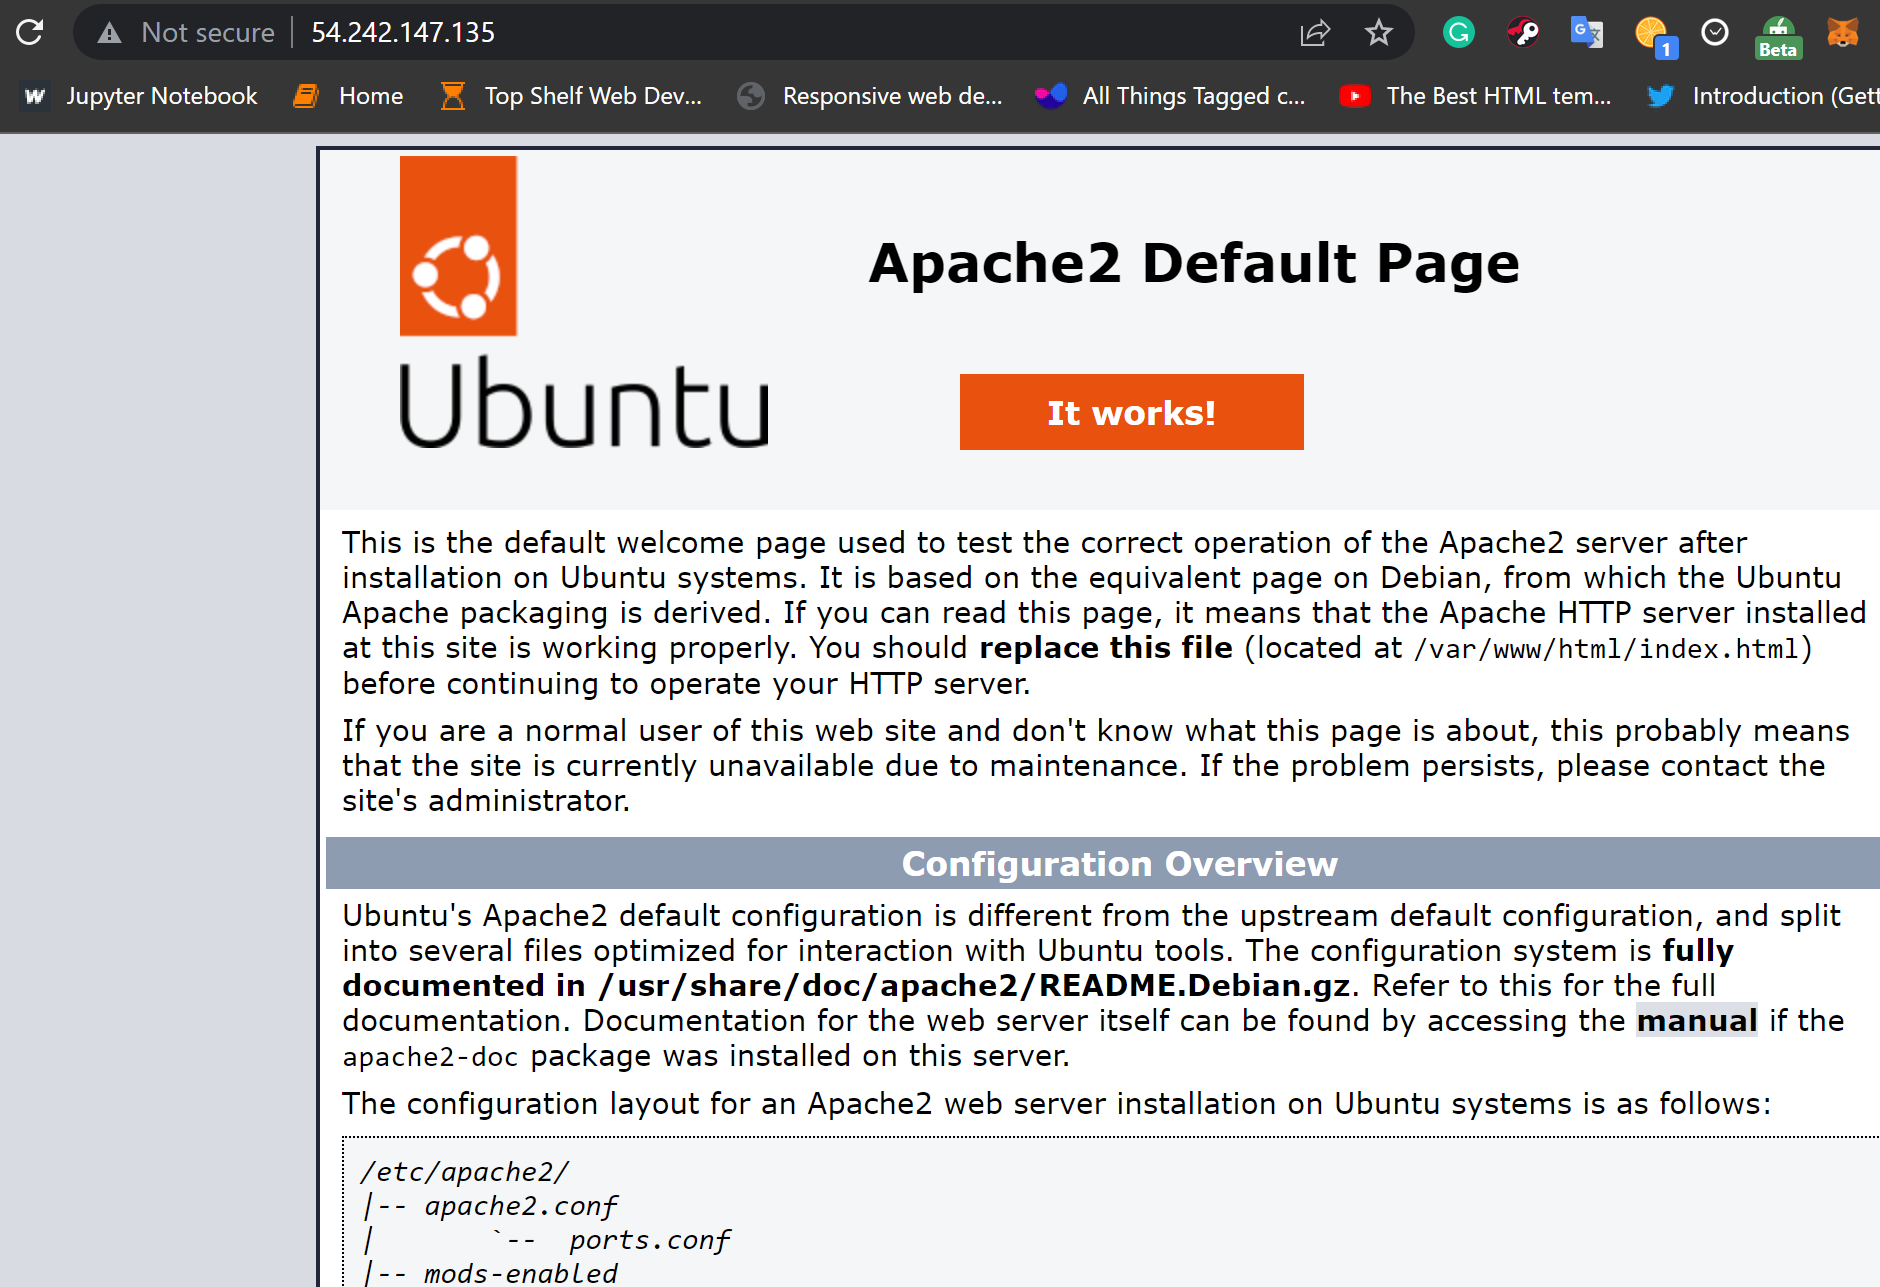 Not secure 54.242.147.135
1
Beta
W Jupyter Notebook Home Top Shelf Web Dev... Responsive web de... All Things Tagged c... The Best HTML tem... Introduction (Gett
Apache2 Default Page
Ubuntu
It works!
This is the default welcome page used to test the correct operation of the Apache2 server after
installation on Ubuntu systems. It is based on the equivalent page on Debian, from which the Ubuntu
Apache packaging is derived. If you can read this page, it means that the Apache HTTP server installed
at this site is working properly. You should replace this file (located at /var/www/html/index.html)
before continuing to operate your HTTP server.
If you are a normal user of this web site and don't know what this page is about, this probably means
that the site is currently unavailable due to maintenance. If the problem persists, please contact the
site's administrator.
Configuration Overview
Ubuntu's Apache2 default configuration is different from the upstream default configuration, and split
into several files optimized for interaction with Ubuntu tools. The configuration system is fully
documented in /usr/share/doc/apache2/README.Debian.gz. Refer to this for the full
documentation. Documentation for the web server itself can be found by accessing the manual if the
apache2-doc package was installed on this server.
The configuration layout for an Apache2 web server installation on Ubuntu systems is as follows:
/etc/apache2/
|-- apache2.conf
|       `--  ports.conf
|-- mods-enabled